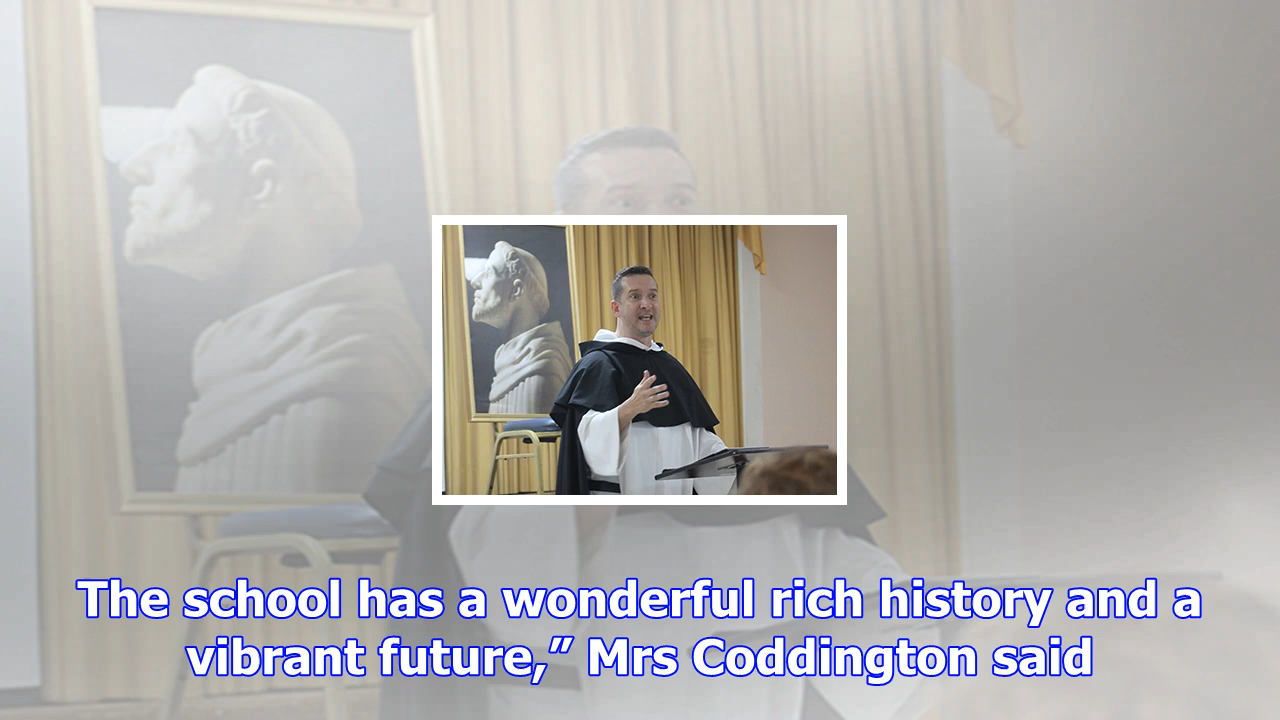 The school has a wonderful rich history and a
vibrant future,” Mrs Coddington said